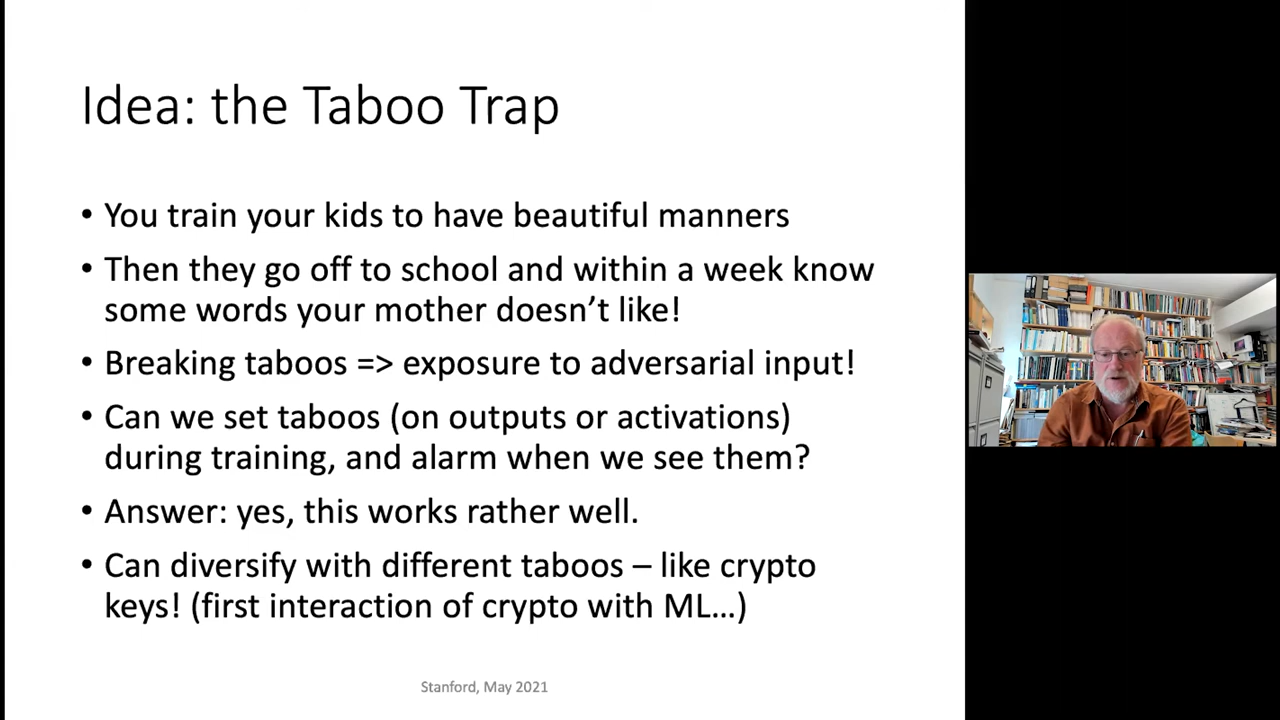 Idea: the Taboo Trap
• You train your kids to have beautiful manners
• Then they go off to school and within a week know
some words your mother doesn’t like!
• Breaking taboos => exposure to adversarial input!
• Can we set taboos (on outputs or activations)
during training, and alarm when we see them?
• Answer: yes, this works rather well.
• Can diversify with different taboos – like crypto
keys! (first interaction of crypto with ML…)
Stanford, May 2021